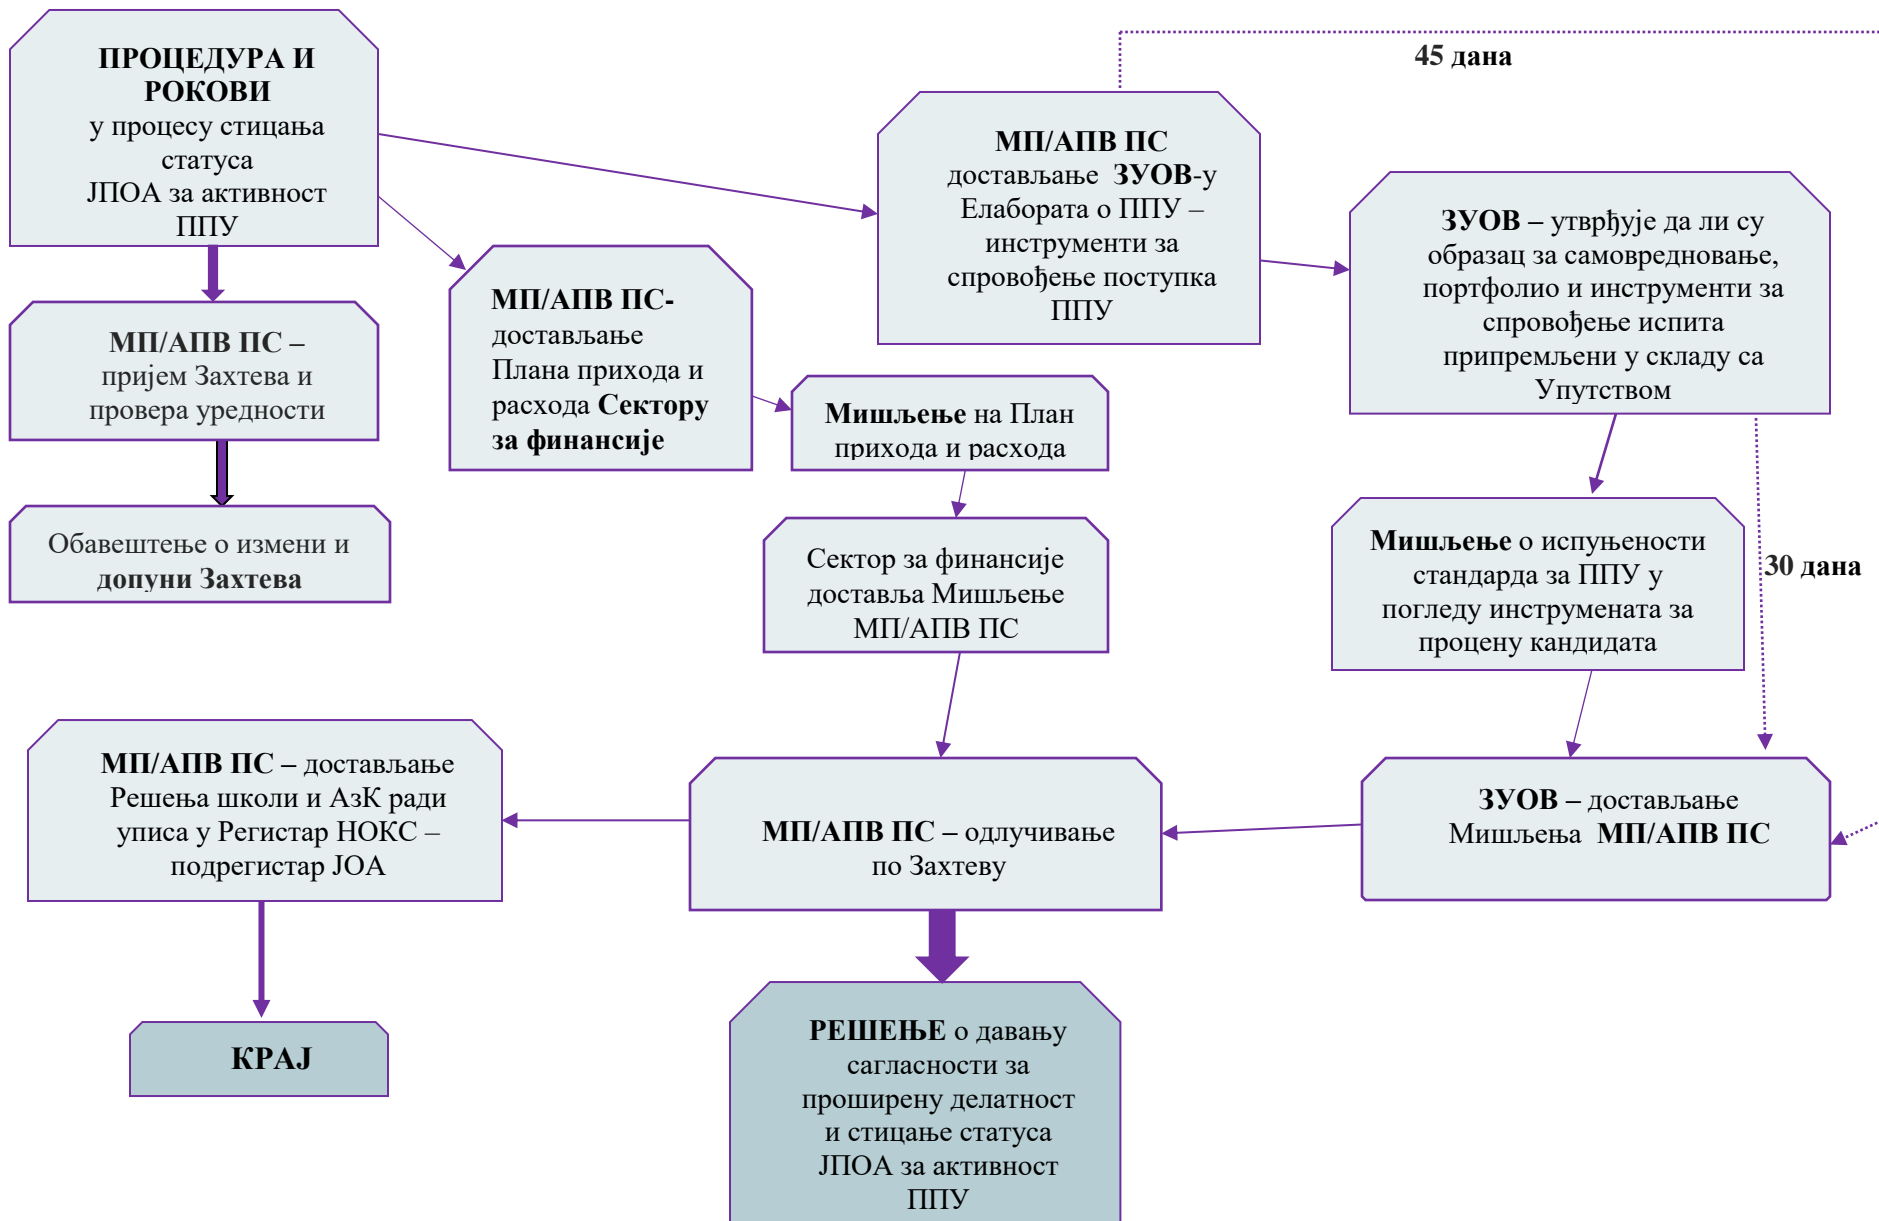 ПРОЦЕДУРА И
РОКОВИ
у процесу стицања
статуса
ЈПОА за активност
ППУ
45 дана
МП/АПВ ПС
достављање ЗУОВ-у
Елабората о ППУ –
инструменти за
спровођење поступка
ППУ
ЗУОВ – утврђује да ли су
образац за самовредновање,
портфолио и инструменти за
спровођење испита
припремљени у складу са
Упутством
МП/АПВ ПС-
достављање
Плана прихода и
расхода Сектору
за финансије
МП/АПВ ПС –
пријем Захтева и
провера уредности
Мишљење на План
прихода и расхода
Обавештење о измени и
допуни Захтева
Сектор за финансије
доставља Мишљење
МП/АПВ ПС
Мишљење о испуњености
стандарда за ППУ у
погледу инструмената за
процену кандидата
30 дана
МП/АПВ ПС – достављање
Решења школи и АзК ради
уписа у Регистар НОКС –
подрегистар ЈОА
МП/АПВ ПС – одлучивање
по Захтеву
ЗУОВ – достављање
Мишљења МП/АПВ ПС
КРАЈ
РЕШЕЊЕ о давању
сагласности за
проширену делатност
и стицање статуса
ЈПОА за активност
ППУ